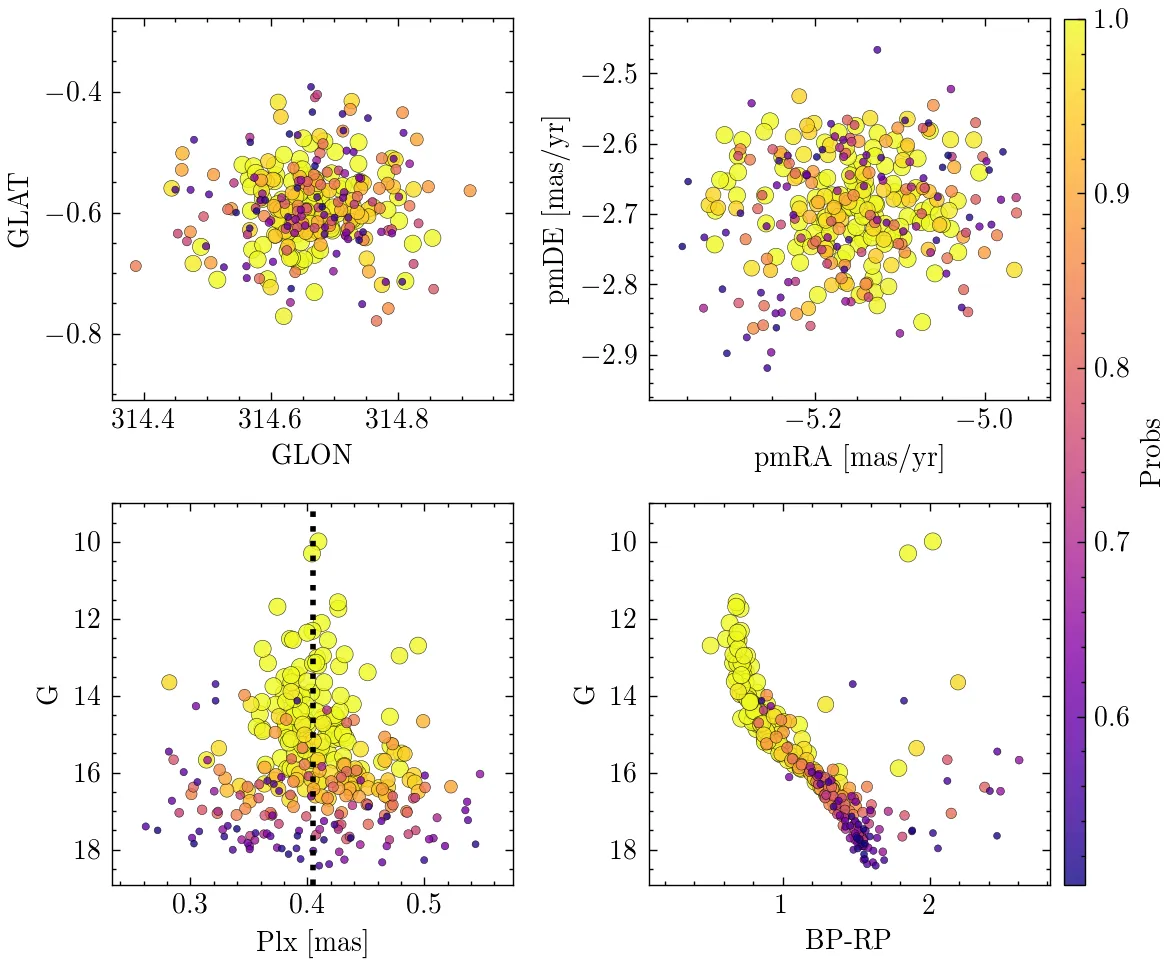 −0.4
−0.6
−0.8
GLAT
314.4 314.6 314.8
GLON
−2.5
−2.6
−2.7
−2.8
−2.9
pmDE [mas/yr]
−5.2 −5.0
pmRA [mas/yr]
10
12
14
16
18
G
0.3 0.4 0.5
Plx [mas]
10
12
14
16
18
G
1 2
BP-RP
1.0
0.9
0.8
0.7
0.6
Probs